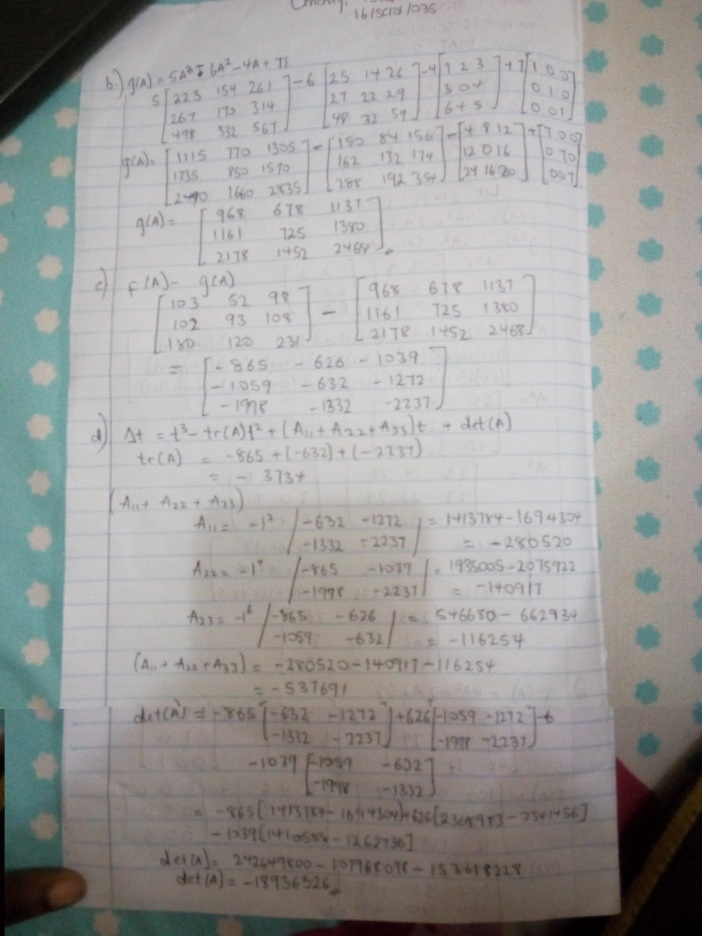 16/sci01/035
b.) g(A) = 5A³ - 6A² - 4A + 7I
5 [223 154 261] - 6 [25 14 26] - 4 [1 2 3] + 7 [1 0 0]
[267 170 314] [27 22 29] [3 0 4] [0 1 0]
[498 332 567] [48 32 59] [6 4 5] [0 0 1]
g(A) = [1115 770 1305] - [150 84 156] - [4 8 12] + [7 0 0]
[1335 850 1570] [162 132 174] [12 0 16] [0 7 0]
[2490 1660 2835] [288 192 354] [24 16 20] [0 0 7]
g(A) = [968 678 1137]
[1161 725 1380]
[2178 1452 2468].
c) f(A) - g(A)
[103 52 98] - [968 678 1137]
[102 93 108] [1161 725 1380]
[180 120 231] [2178 1452 2468]
= [-865 -626 -1039]
[-1059 -632 -1272]
[-1998 -1332 -2237]
d) Δt = t³ - tr(A)t² + (A₁₁ + A₂₂ + A₃₃)t + det(A)
tr(A) = -865 + (-632) + (-2237)
= -3734
(A₁₁ + A₂₂ + A₃₃)
A₁₁ = -1² |-632 -1272| = 1413784 - 1694304
|-1332 -2237| = -280520
A₂₂ = -1⁴ |-865 -1039| = 1935005 - 2075922
|-1998 -2237| = -140917
A₃₃ = -1⁶ |-865 -626| = 546680 - 662934
|-1059 -632| = -116254
(A₁₁ + A₂₂ + A₃₃) = -280520 - 140917 - 116254
= -537691
det(A) = -865 [-632 -1272] + 626 [-1059 -1272] -6
[-1332 -2237] [-1998 -2237]
-1039 [-1059 -632]
[-1998 -1332]
= -865 [1413784 - 1694304] + 626 [2368983 - 2541456]
- 1039 [1410588 - 1262736]
det(A) = 242649800 - 107968098 - 153618228
det(A) = -18936526.